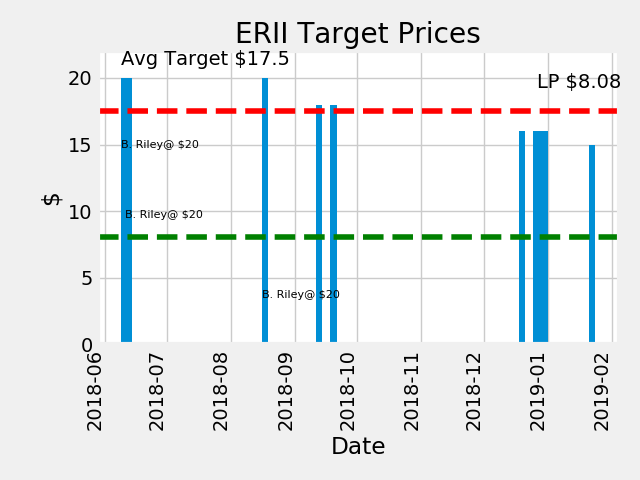 ERII Target Prices
Avg Target $17.5
LP $8.08
B. Riley@ $20
B. Riley@ $20
B. Riley@ $20
$
20
15
10
5
0
2018-06
2018-07
2018-08
2018-09
2018-10
2018-11
2018-12
2019-01
2019-02
Date